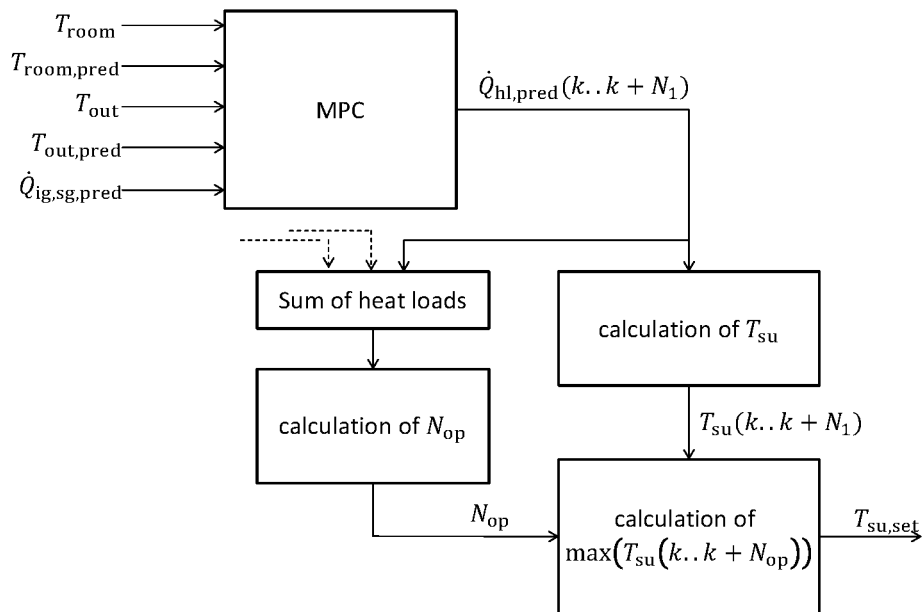 T_room
T_room,pred
T_out
T_out,pred
Q̇_ig,sg,pred
MPC
Q̇_hl,pred(k..k + N_1)
Sum of heat loads
calculation of T_su
calculation of N_op
T_su(k..k + N_1)
N_op
calculation of
max(T_su(k..k + N_op))
T_su,set